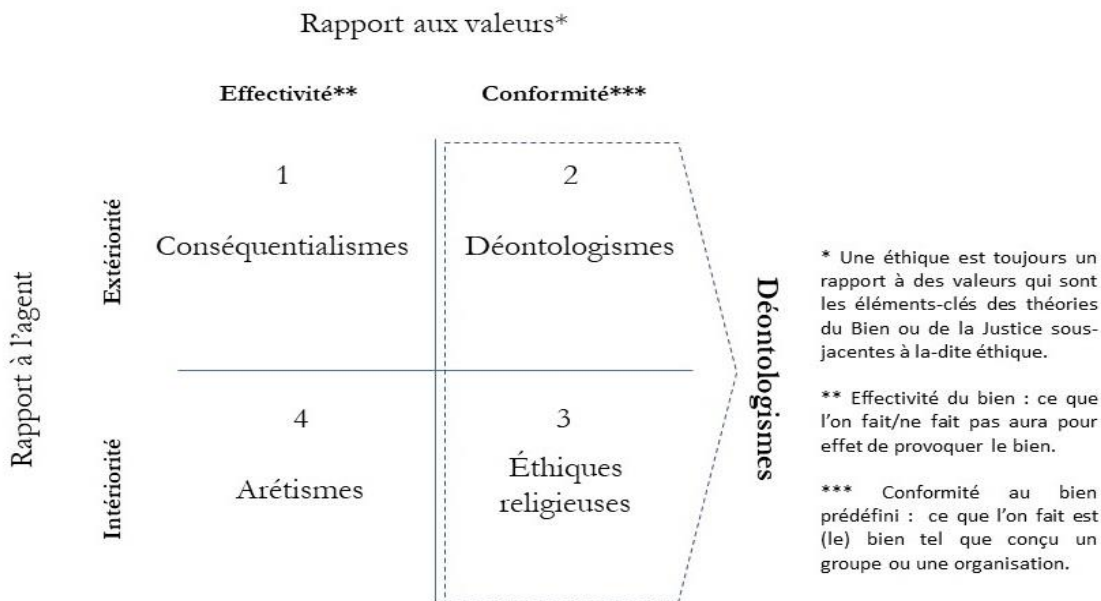 Rapport aux valeurs*
Effectivité**
Conformité***
Rapport à l'agent
Extériorité
1
Conséquentialismes
2
Déontologismes
Intériorité
4
Arétismes
3
Éthiques
religieuses
Déontologismes
* Une éthique est toujours un
rapport à des valeurs qui sont
les éléments-clés des théories
du Bien ou de la Justice sous-
jacentes à la-dite éthique.
** Effectivité du bien : ce que
l'on fait/ne fait pas aura pour
effet de provoquer le bien.
*** Conformité au bien
prédéfini : ce que l'on fait est
(le) bien tel que conçu un
groupe ou une organisation.